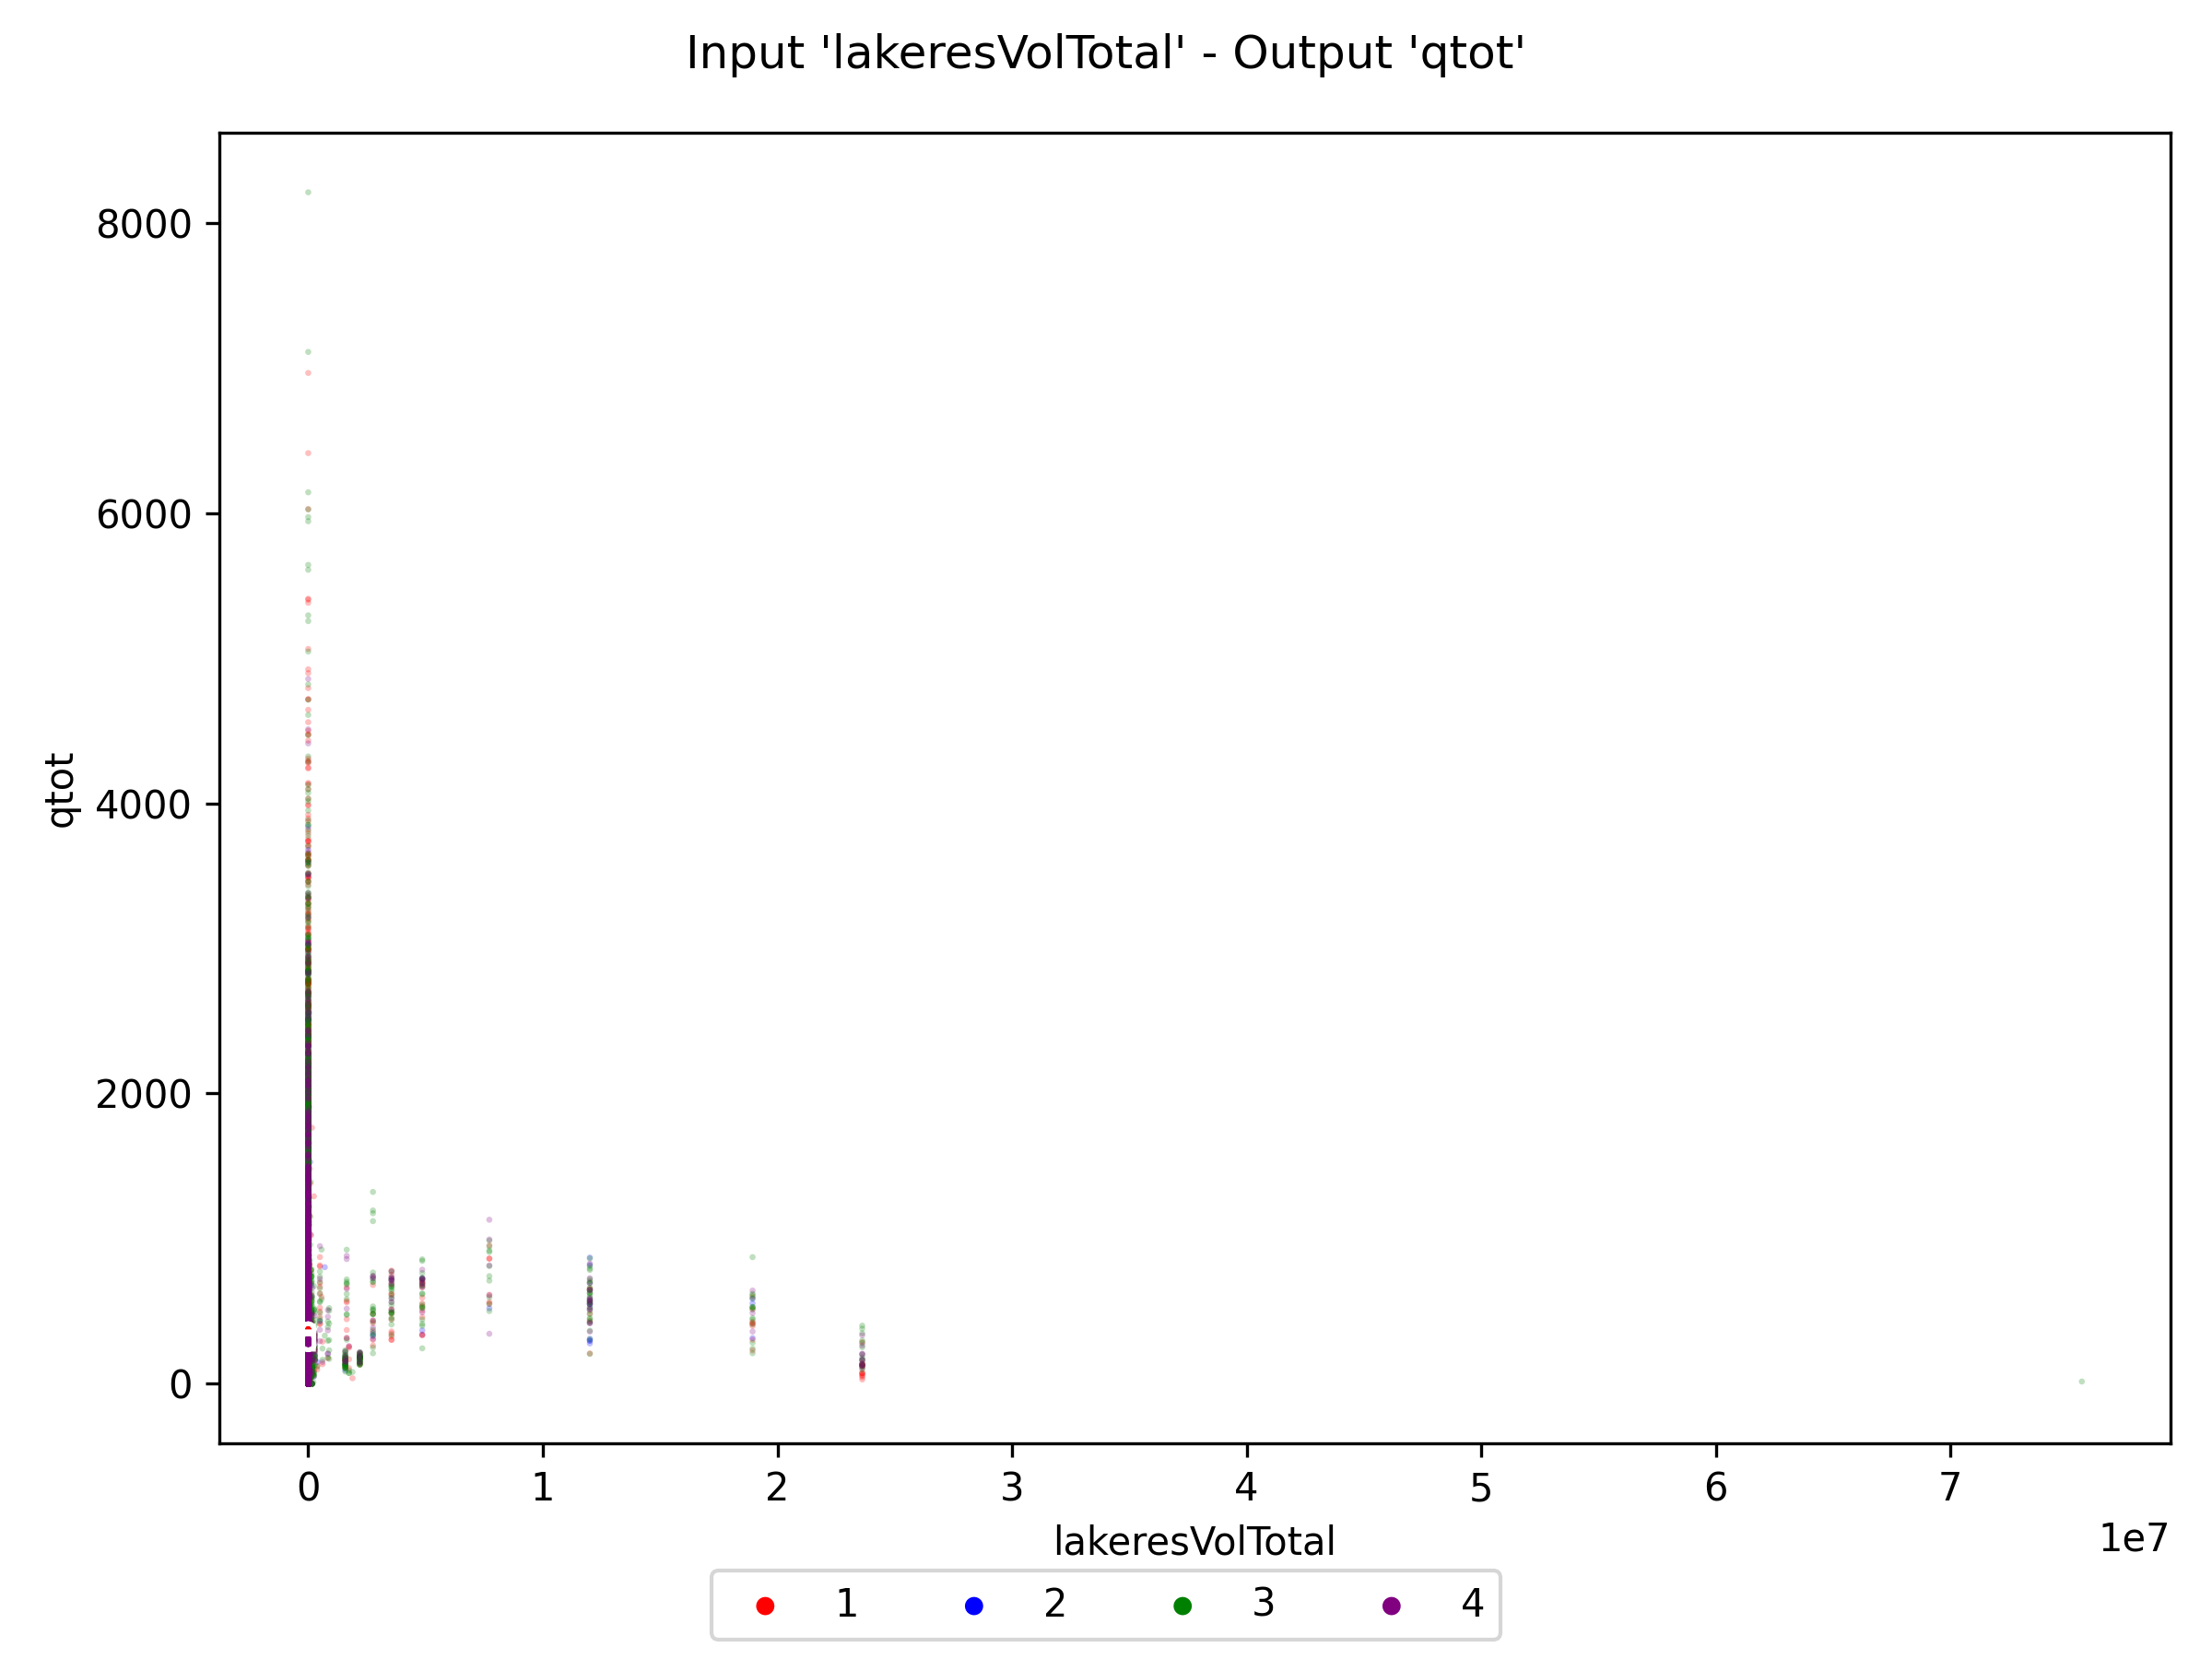 Input 'lakeresVolTotal' - Output 'qtot'
8000
6000
4000
2000
0
qtot
0 1 2 3 4 5 6 7
1e7
lakeresVolTotal
1 2 3 4